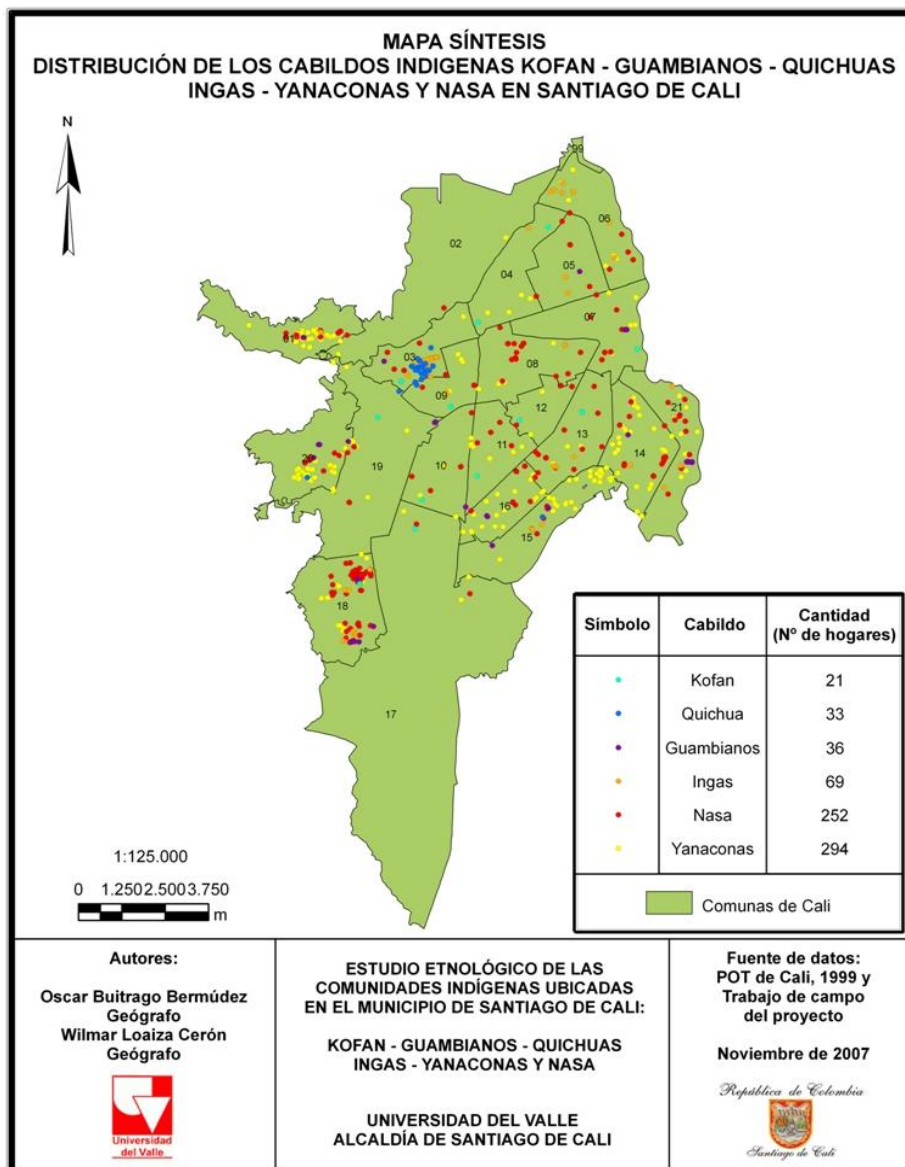 MAPA SÍNTESIS
DISTRIBUCIÓN DE LOS CABILDOS INDIGENAS KOFAN - GUAMBIANOS - QUICHUAS
INGAS - YANACONAS Y NASA EN SANTIAGO DE CALI
N
99
06
02
04
05
07
01
03
08
09
12
21
13
11
14
20
19
10
16
15
18
17
Símbolo Cabildo Cantidad
(Nº de hogares)
Kofan 21
Quichua 33
Guambianos 36
Ingas 69
Nasa 252
Yanaconas 294
Comunas de Cali
1:125.000
0 1.250 2.500 3.750
m
Autores:
Oscar Buitrago Bermúdez
Geógrafo
Wilmar Loaiza Cerón
Geógrafo
Universidad
del Valle
ESTUDIO ETNOLÓGICO DE LAS
COMUNIDADES INDÍGENAS UBICADAS
EN EL MUNICIPIO DE SANTIAGO DE CALI:
KOFAN - GUAMBIANOS - QUICHUAS
INGAS - YANACONAS Y NASA
UNIVERSIDAD DEL VALLE
ALCALDÍA DE SANTIAGO DE CALI
Fuente de datos:
POT de Cali, 1999 y
Trabajo de campo
del proyecto
Noviembre de 2007
República de Colombia
Santiago de Cali